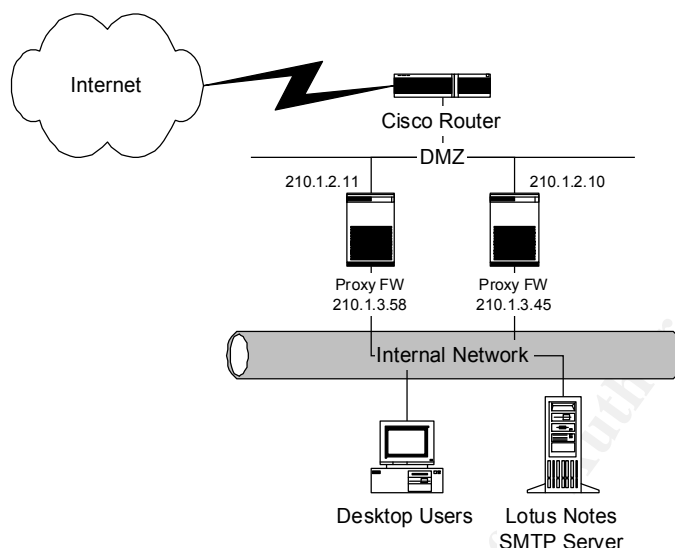 Internet
Cisco Router
DMZ
210.1.2.11
210.1.2.10
Proxy FW
210.1.3.58
Proxy FW
210.1.3.45
Internal Network
Desktop Users
Lotus Notes
SMTP Server